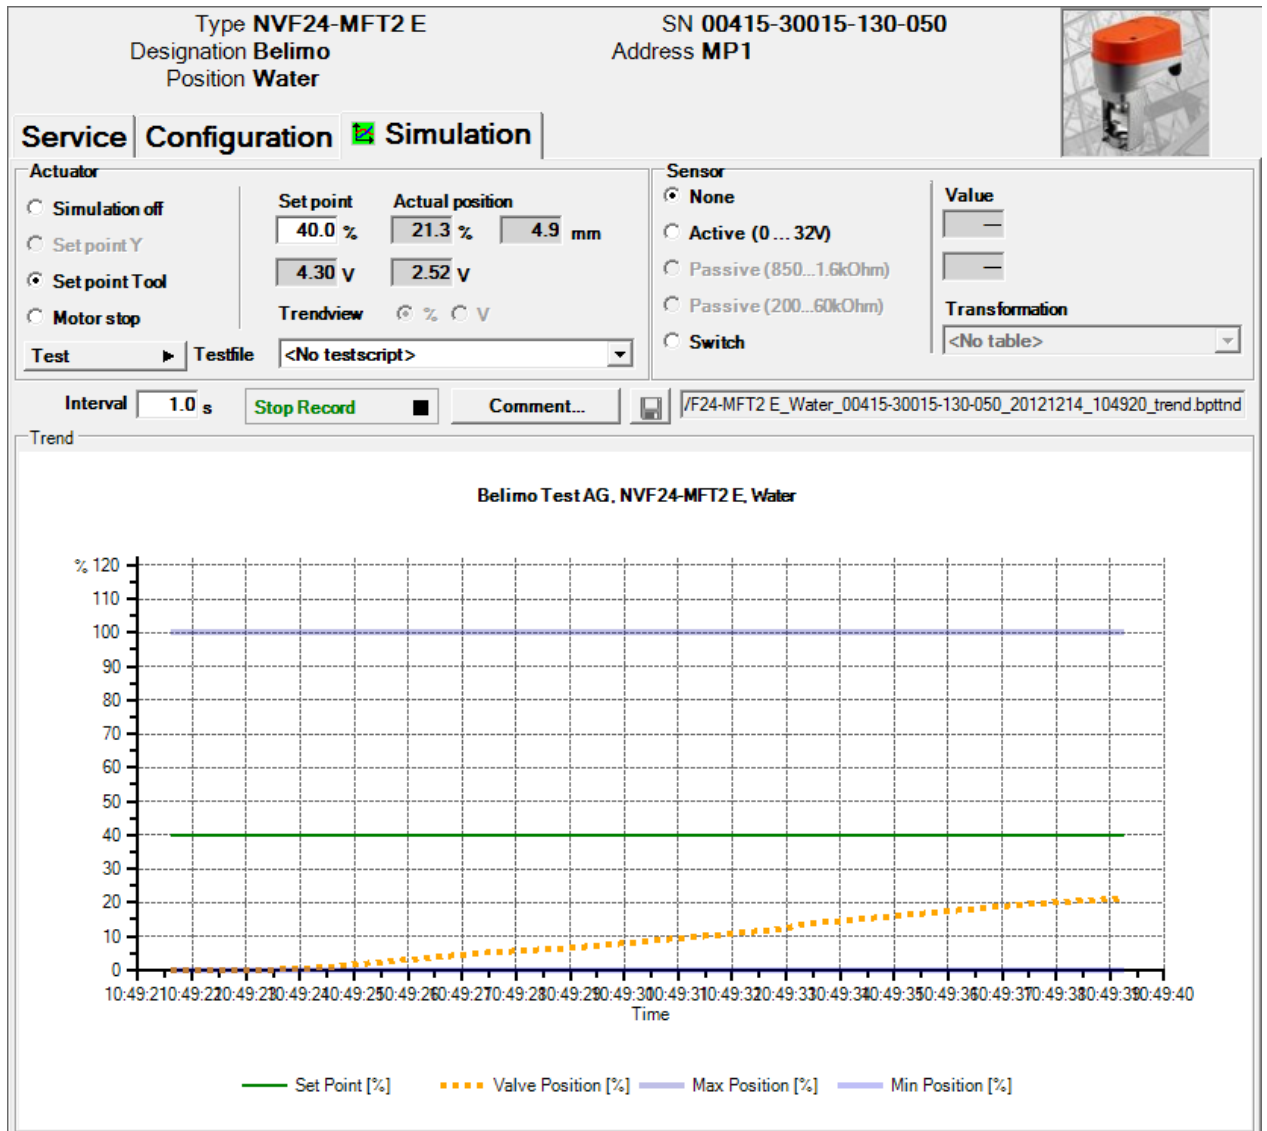 Type NVF24-MFT2 E
SN 00415-30015-130-050
Designation Belimo
Address MP1
Position Water
Service
Configuration
Simulation
Actuator
Simulation off
Set point Y
Set point Tool
Motor stop
Set point
Actual position
40.0 %
21.3 %
4.9 mm
4.30 V
2.52 V
Trendview
%
V
Test
Testfile
<No testscript>
Sensor
None
Active (0 ... 32V)
Passive (850...1.6kOhm)
Passive (200...60kOhm)
Switch
Value
—
—
Transformation
<No table>
Interval 1.0 s
Stop Record
Comment...
/F24-MFT2 E_Water_00415-30015-130-050_20121214_104920_trend.bpttnd
Trend
Belimo Test AG, NVF24-MFT2 E, Water
% 120
110
100
90
80
70
60
50
40
30
20
10
0
10:49:21 10:49:22 10:49:23 10:49:24 10:49:25 10:49:26 10:49:27 10:49:28 10:49:29 10:49:30 10:49:31 10:49:32 10:49:33 10:49:34 10:49:35 10:49:36 10:49:37 10:49:38 10:49:39 10:49:40
Time
Set Point [%]
Valve Position [%]
Max Position [%]
Min Position [%]